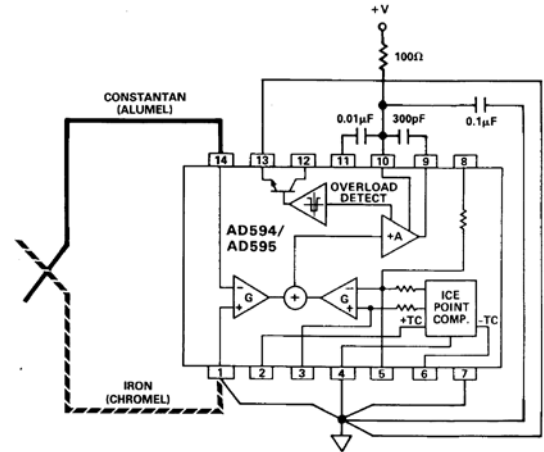 +V
100Ω
CONSTANTAN
(ALUMEL)
0.01µF
300pF
0.1µF
14
13
12
11
10
9
8
OVERLOAD
DETECT
AD594/
AD595
+A
−
G
+
+
−
G
+
ICE
POINT
COMP.
+TC
−TC
1
2
3
4
5
6
7
IRON
(CHROMEL)